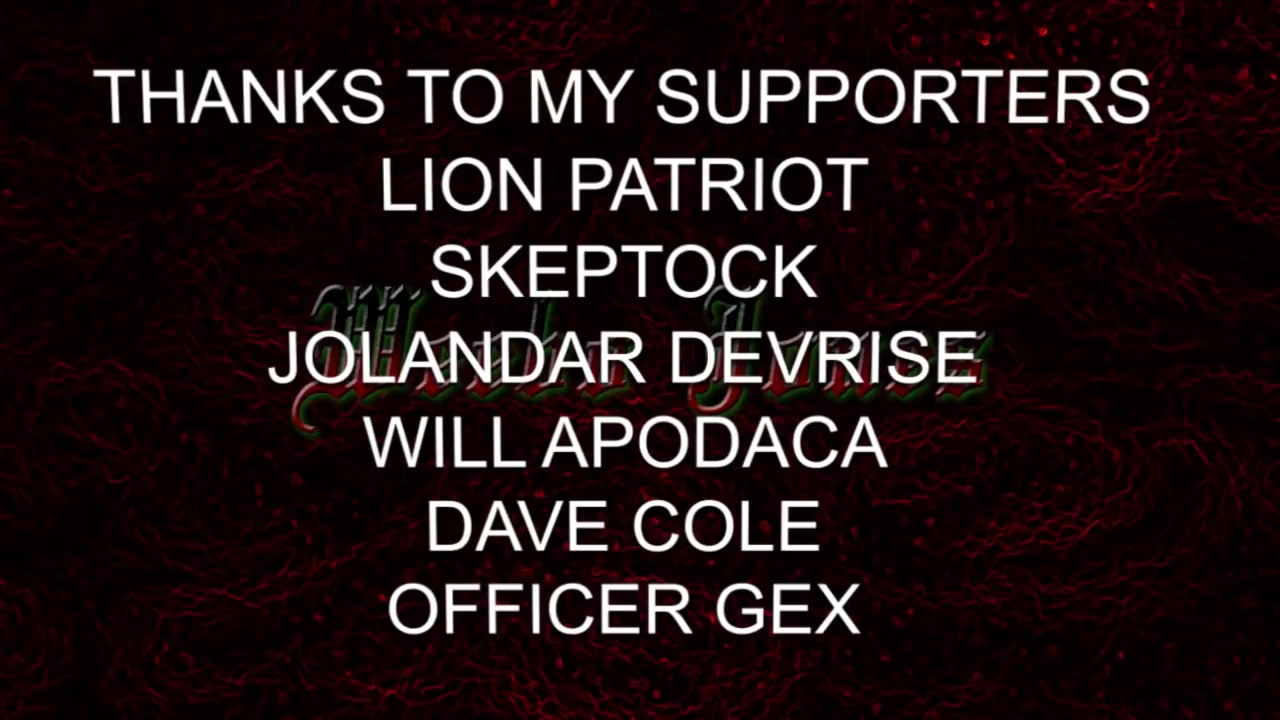 THANKS TO MY SUPPORTERS
LION PATRIOT
SKEPTOCK
JOLANDAR DEVRISE
WILL APODACA
DAVE COLE
OFFICER GEX